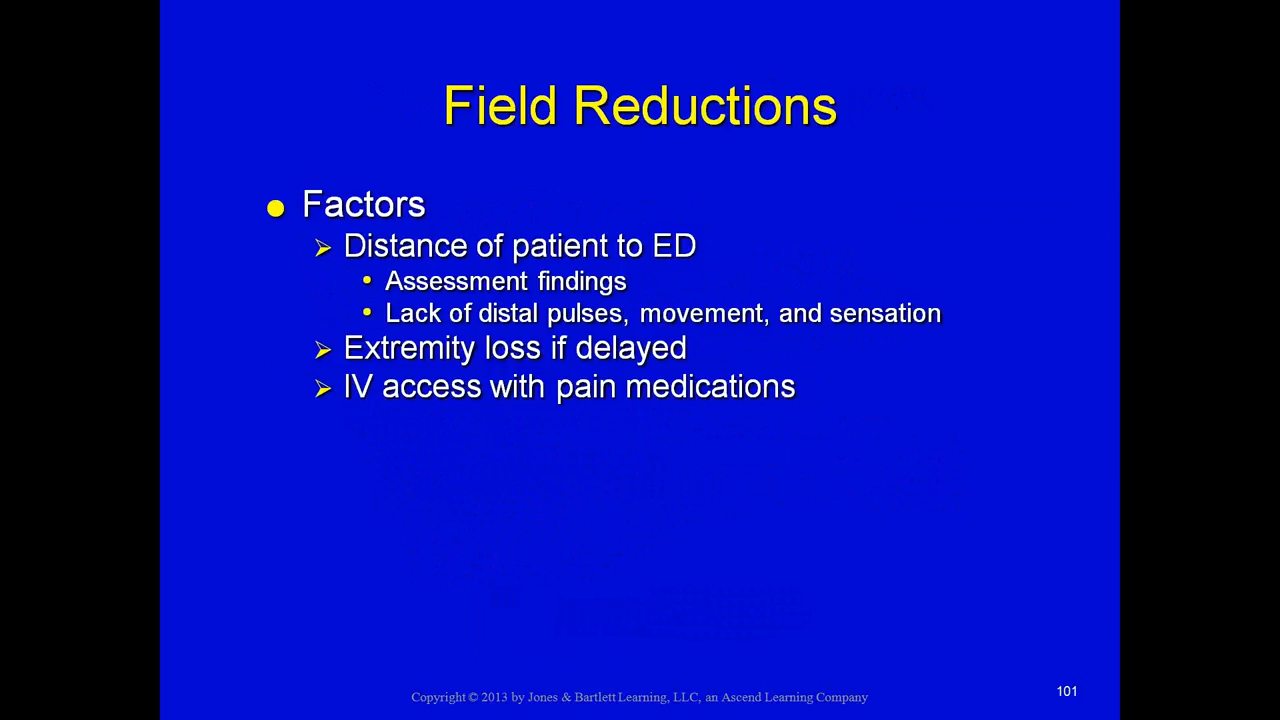 Field Reductions
Factors
Distance of patient to ED
Assessment findings
Lack of distal pulses, movement, and sensation
Extremity loss if delayed
IV access with pain medications
Copyright © 2013 by Jones & Bartlett Learning, LLC, an Ascend Learning Company
101